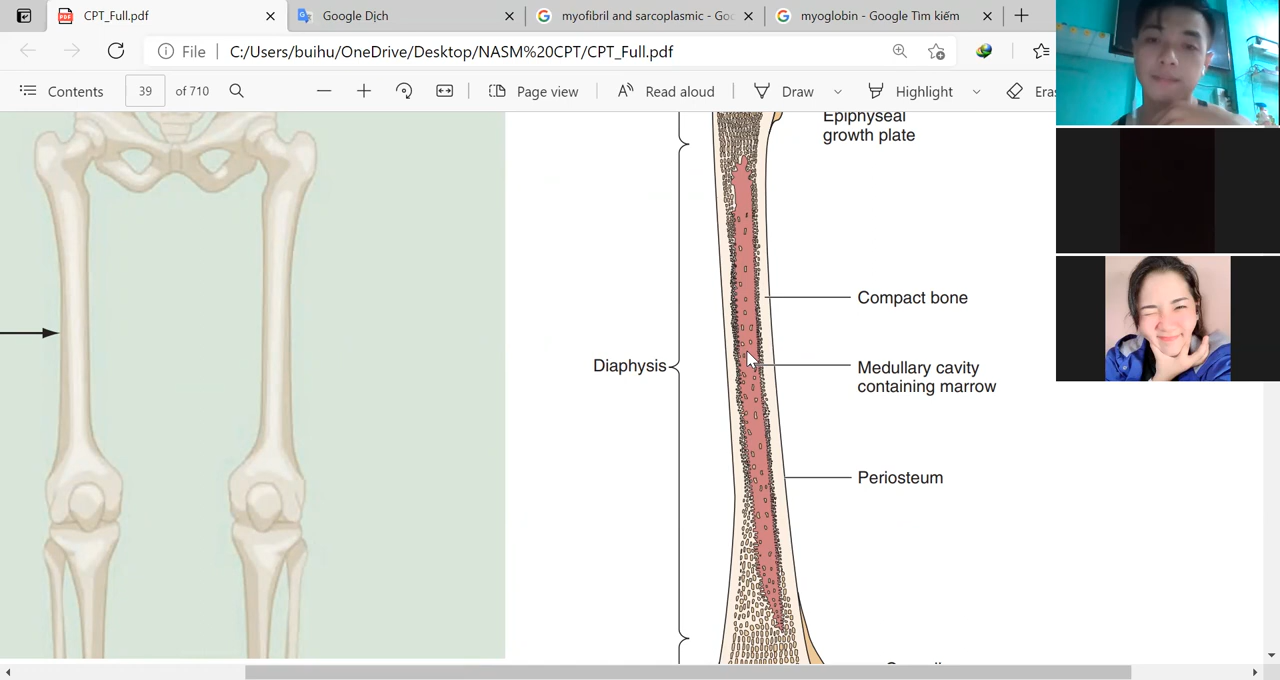 CPT_Full.pdf
Google Dịch
myofibril and sarcoplasmic - Goo
myoglobin - Google Tìm kiếm
File
C:/Users/buihu/OneDrive/Desktop/NASM%20CPT/CPT_Full.pdf
Contents
39
of 710
Page view
Read aloud
Draw
Highlight
Eras
Epiphyseal
growth plate
Compact bone
Diaphysis
Medullary cavity
containing marrow
Periosteum